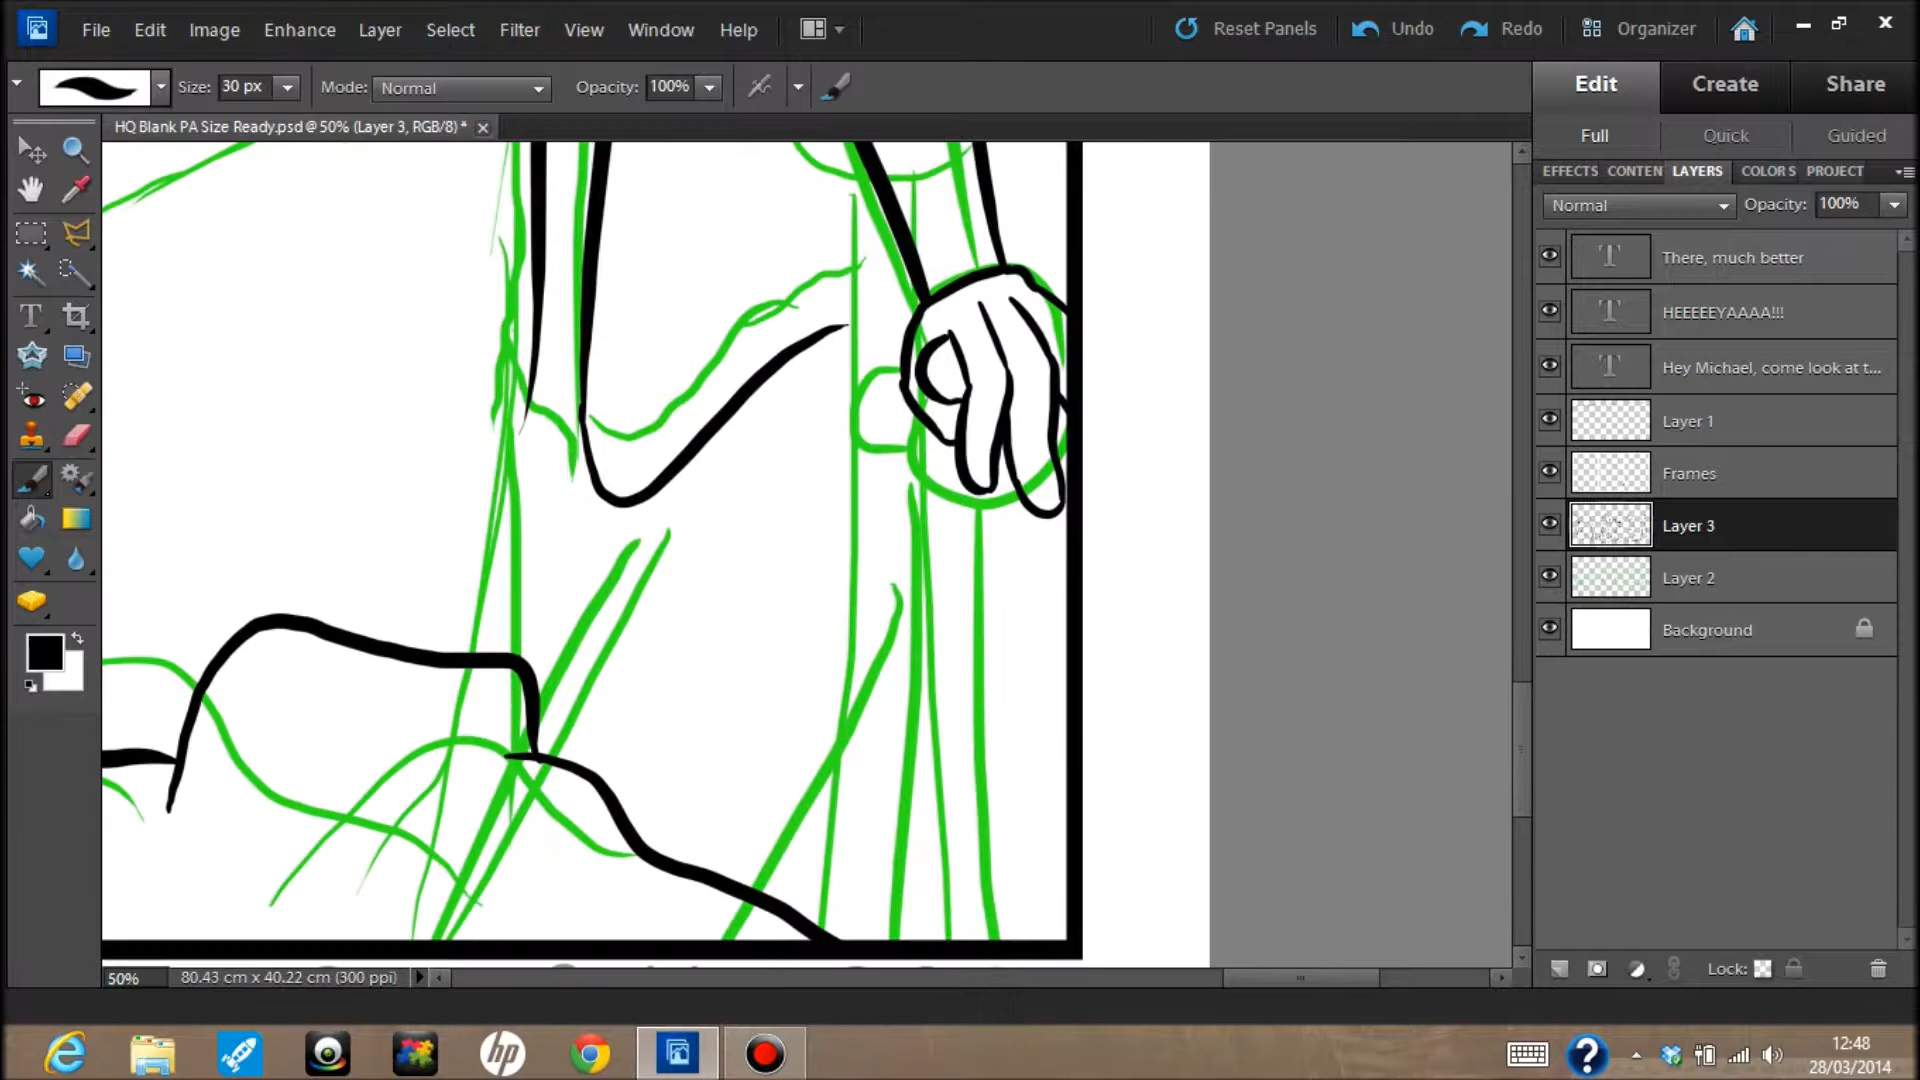 File Edit Image Enhance Layer Select Filter View Window Help Reset Panels Undo Redo Organizer
Size: 30 px Mode: Normal Opacity: 100%
Edit Create Share
HQ Blank PA Size Ready.psd @ 50% (Layer 3, RGB/8) *
Full Quick Guided
EFFECTS CONTEN LAYERS COLORS PROJECT
Normal Opacity: 100%
There, much better
HEEEEEYAAAA!!!
Hey Michael, come look at t...
Layer 1
Frames
Layer 3
Layer 2
Background
50% 80.43 cm x 40.22 cm (300 ppi)
Lock:
hp
12:48
28/03/2014